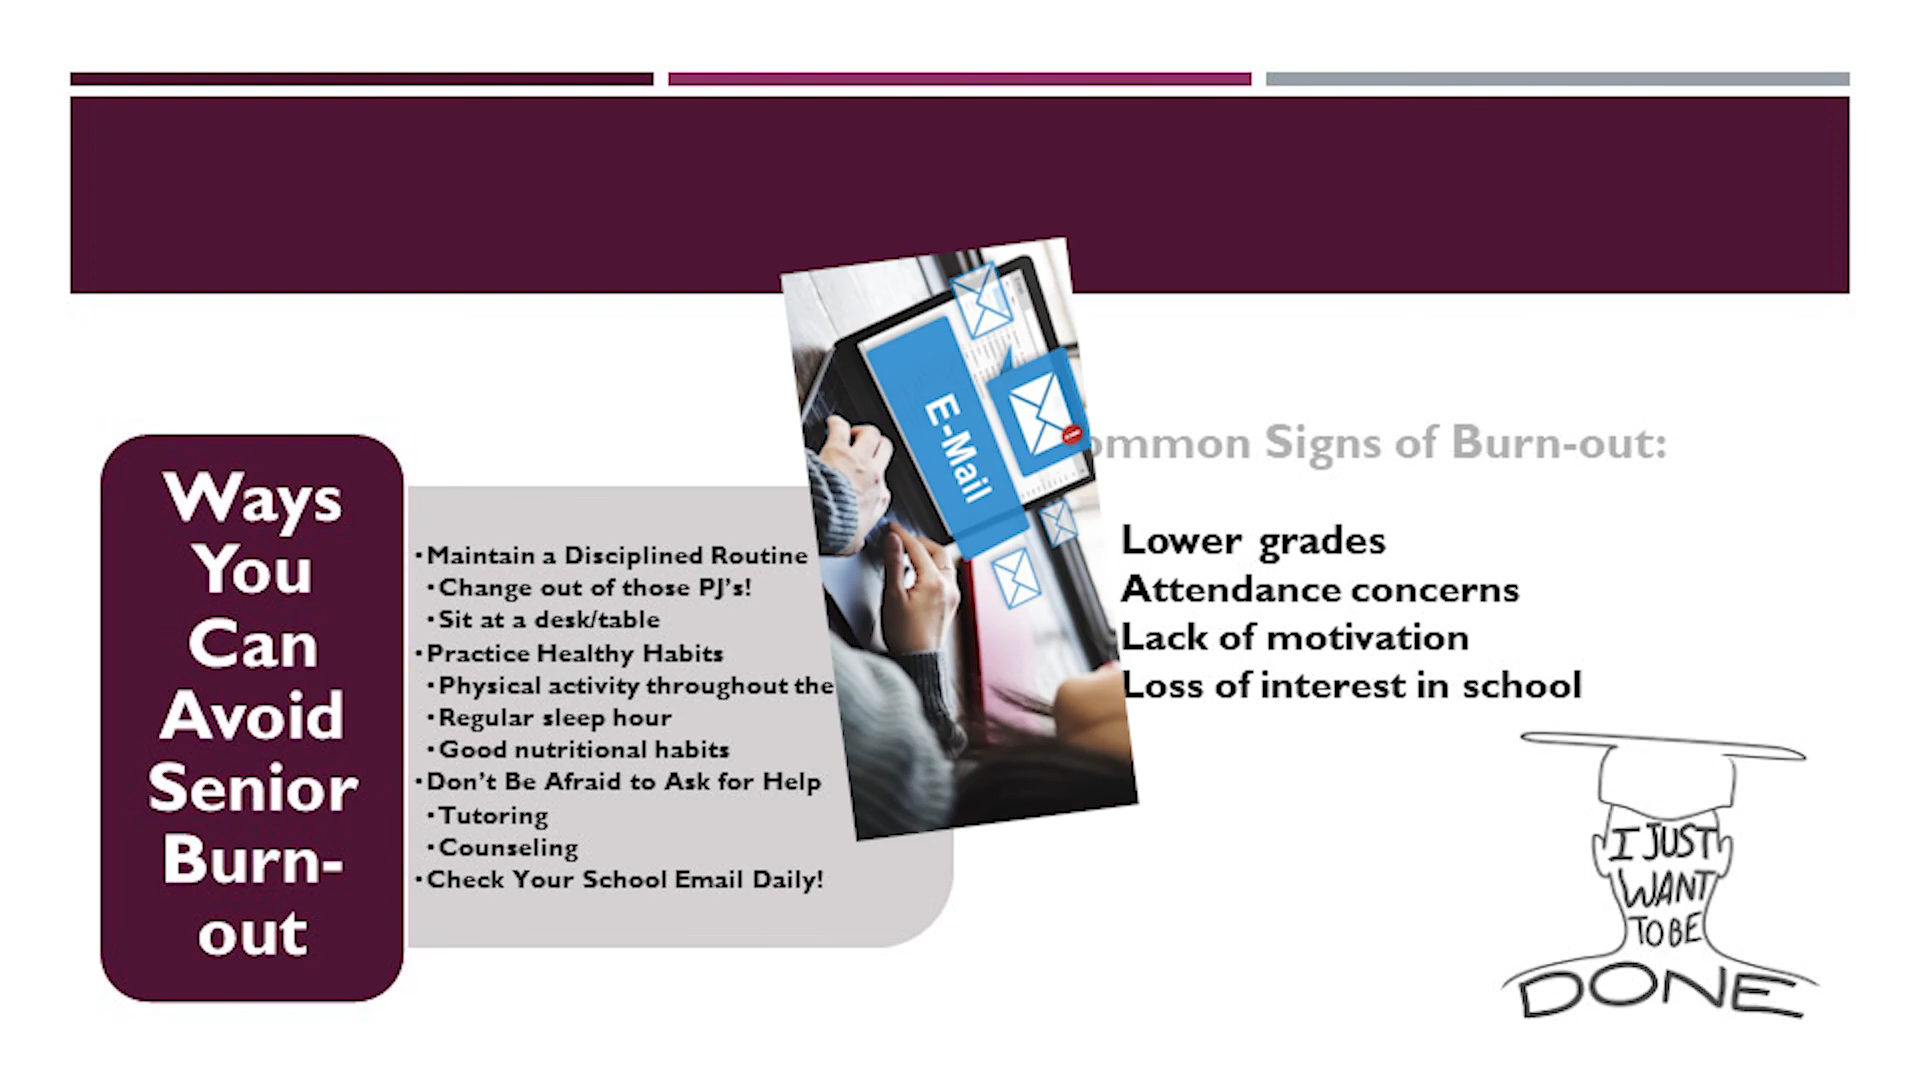 Ways
You
Can
Avoid
Senior
Burn-
out
•Maintain a Disciplined Routine
•Change out of those PJ's!
•Sit at a desk/table
•Practice Healthy Habits
•Physical activity throughout the
•Regular sleep hour
•Good nutritional habits
•Don't Be Afraid to Ask for Help
•Tutoring
•Counseling
•Check Your School Email Daily!
E-Mail
ommon Signs of Burn-out:
Lower grades
Attendance concerns
Lack of motivation
Loss of interest in school
I JUST
WANT
TO BE
DONE